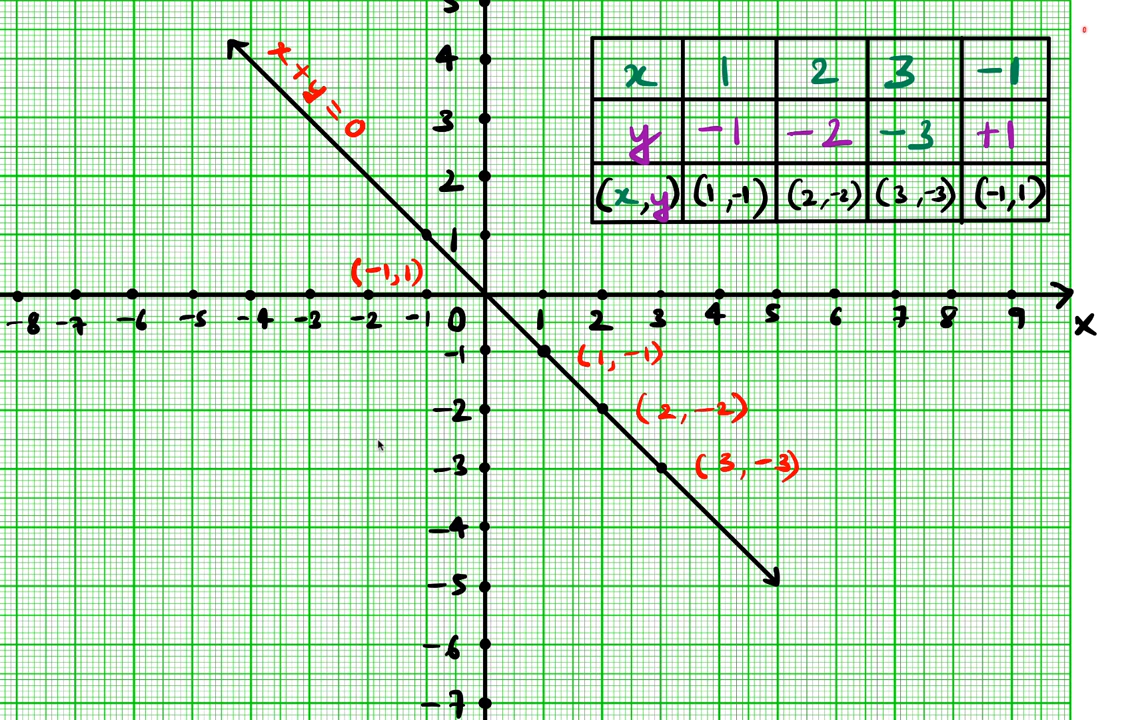 5
x+y=0
4
3
2
1
x 1 2 3 -1
y -1 -2 -3 +1
(x,y) (1,-1) (2,-2) (3,-3) (-1,1)
(-1,1)
-8 -7 -6 -5 -4 -3 -2 -1 0 1 2 3 4 5 6 7 8 9 X
-1 (1,-1)
-2 (2,-2)
-3 (3,-3)
-4
-5
-6
-7